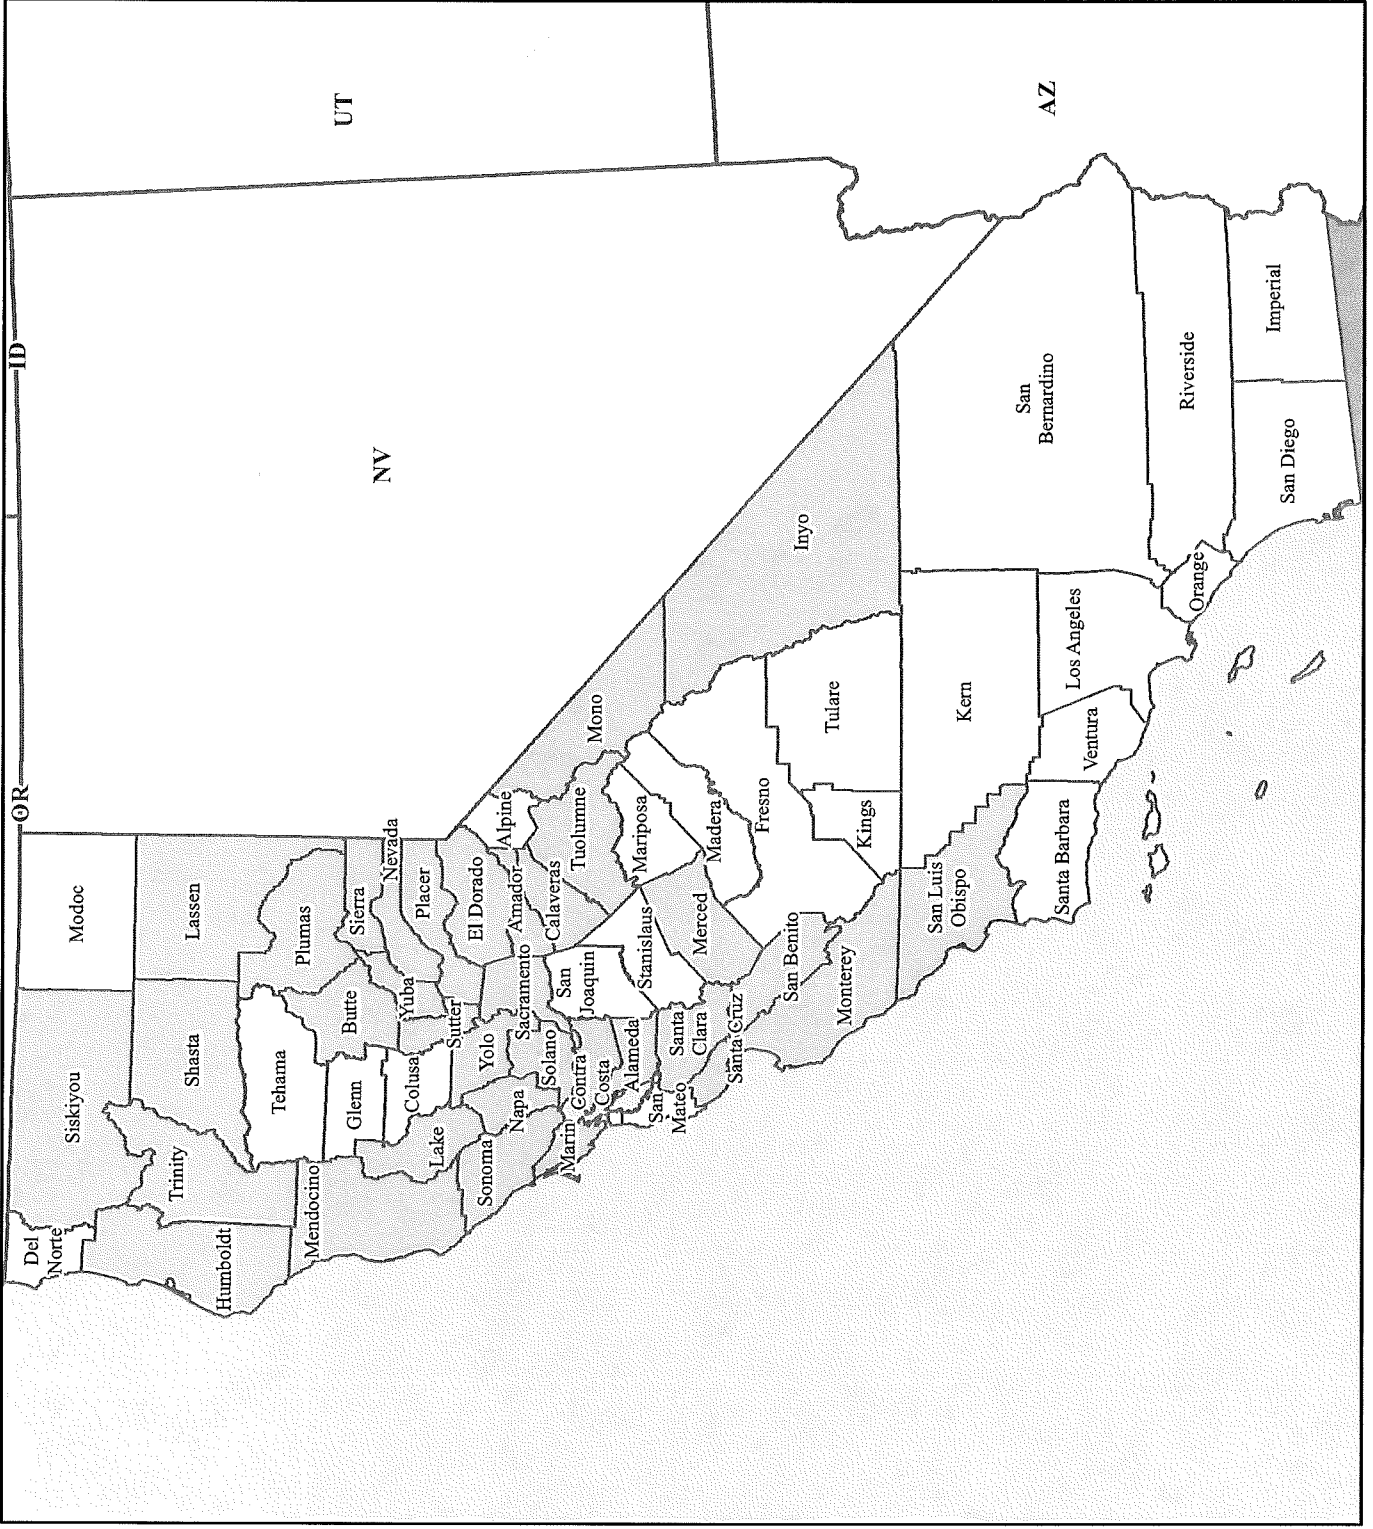 OR
ID
UT
NV
AZ
Del
Norte
Siskiyou
Modoc
Humboldt
Trinity
Shasta
Lassen
Mendocino
Tehama
Plumas
Glenn
Butte
Sierra
Nevada
Colusa
Yuba
Placer
Lake
Sutter
El Dorado
Sonoma
Napa
Yolo
Sacramento
Amador
Alpine
Solano
Calaveras
Marin
Contra
Costa
San
Joaquin
Tuolumne
Mono
Alameda
Stanislaus
Mariposa
San
Mateo
Santa
Clara
Merced
Madera
Santa Cruz
San Benito
Fresno
Inyo
Monterey
Kings
Tulare
San Luis
Obispo
Kern
San
Bernardino
Santa Barbara
Ventura
Los Angeles
Orange
Riverside
San Diego
Imperial